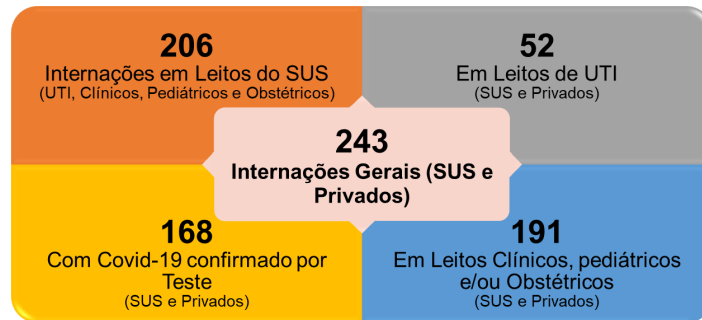 206
Internações em Leitos do SUS
(UTI, Clínicos, Pediátricos e Obstétricos)
52
Em Leitos de UTI
(SUS e Privados)
243
Internações Gerais (SUS e
Privados)
168
Com Covid-19 confirmado por
Teste
(SUS e Privados)
191
Em Leitos Clínicos, pediátricos
e/ou Obstétricos
(SUS e Privados)